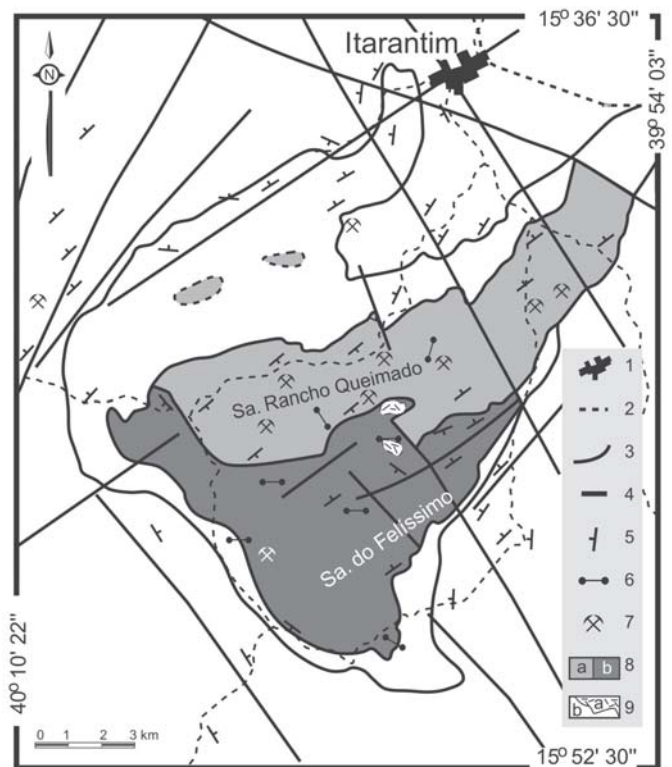 15º 36' 30"
Itarantim
39º 54' 03"
N
Sa. Rancho Queimado
Sa. do Felíssimo
1
2
3
4
5
6
7
a b 8
b a 9
40º 10' 22"
0 1 2 3 km
15º 52' 30"